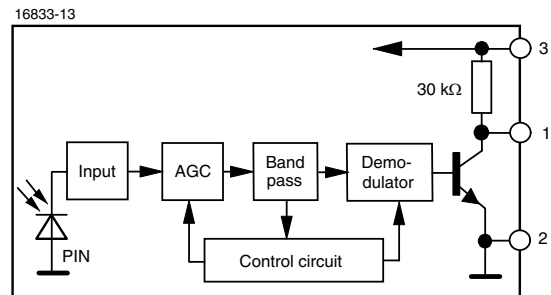 16833-13
3
30 kΩ
1
Input
AGC
Band
pass
Demo-
dulator
PIN
Control circuit
2